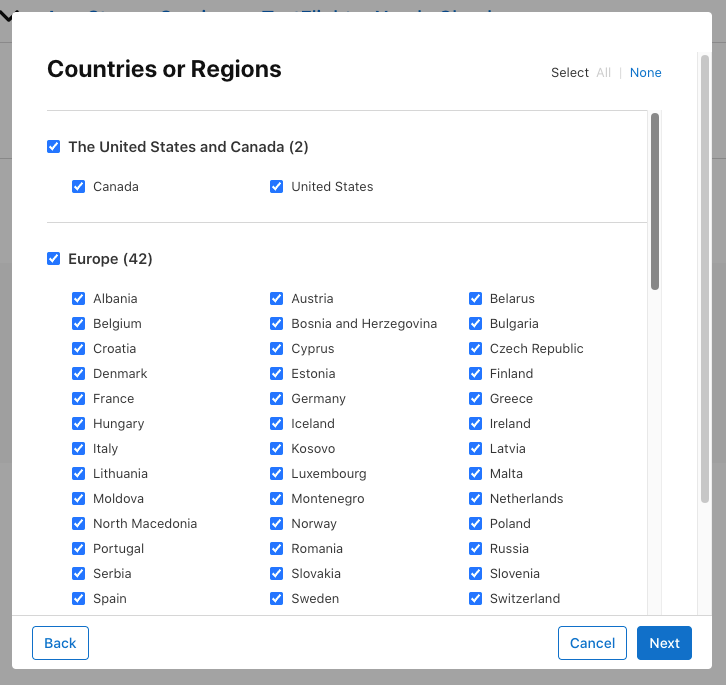 Countries or Regions
Select All | None
The United States and Canada (2)
Canada United States
Europe (42)
Albania Austria Belarus
Belgium Bosnia and Herzegovina Bulgaria
Croatia Cyprus Czech Republic
Denmark Estonia Finland
France Germany Greece
Hungary Iceland Ireland
Italy Kosovo Latvia
Lithuania Luxembourg Malta
Moldova Montenegro Netherlands
North Macedonia Norway Poland
Portugal Romania Russia
Serbia Slovakia Slovenia
Spain Sweden Switzerland
Back Cancel Next